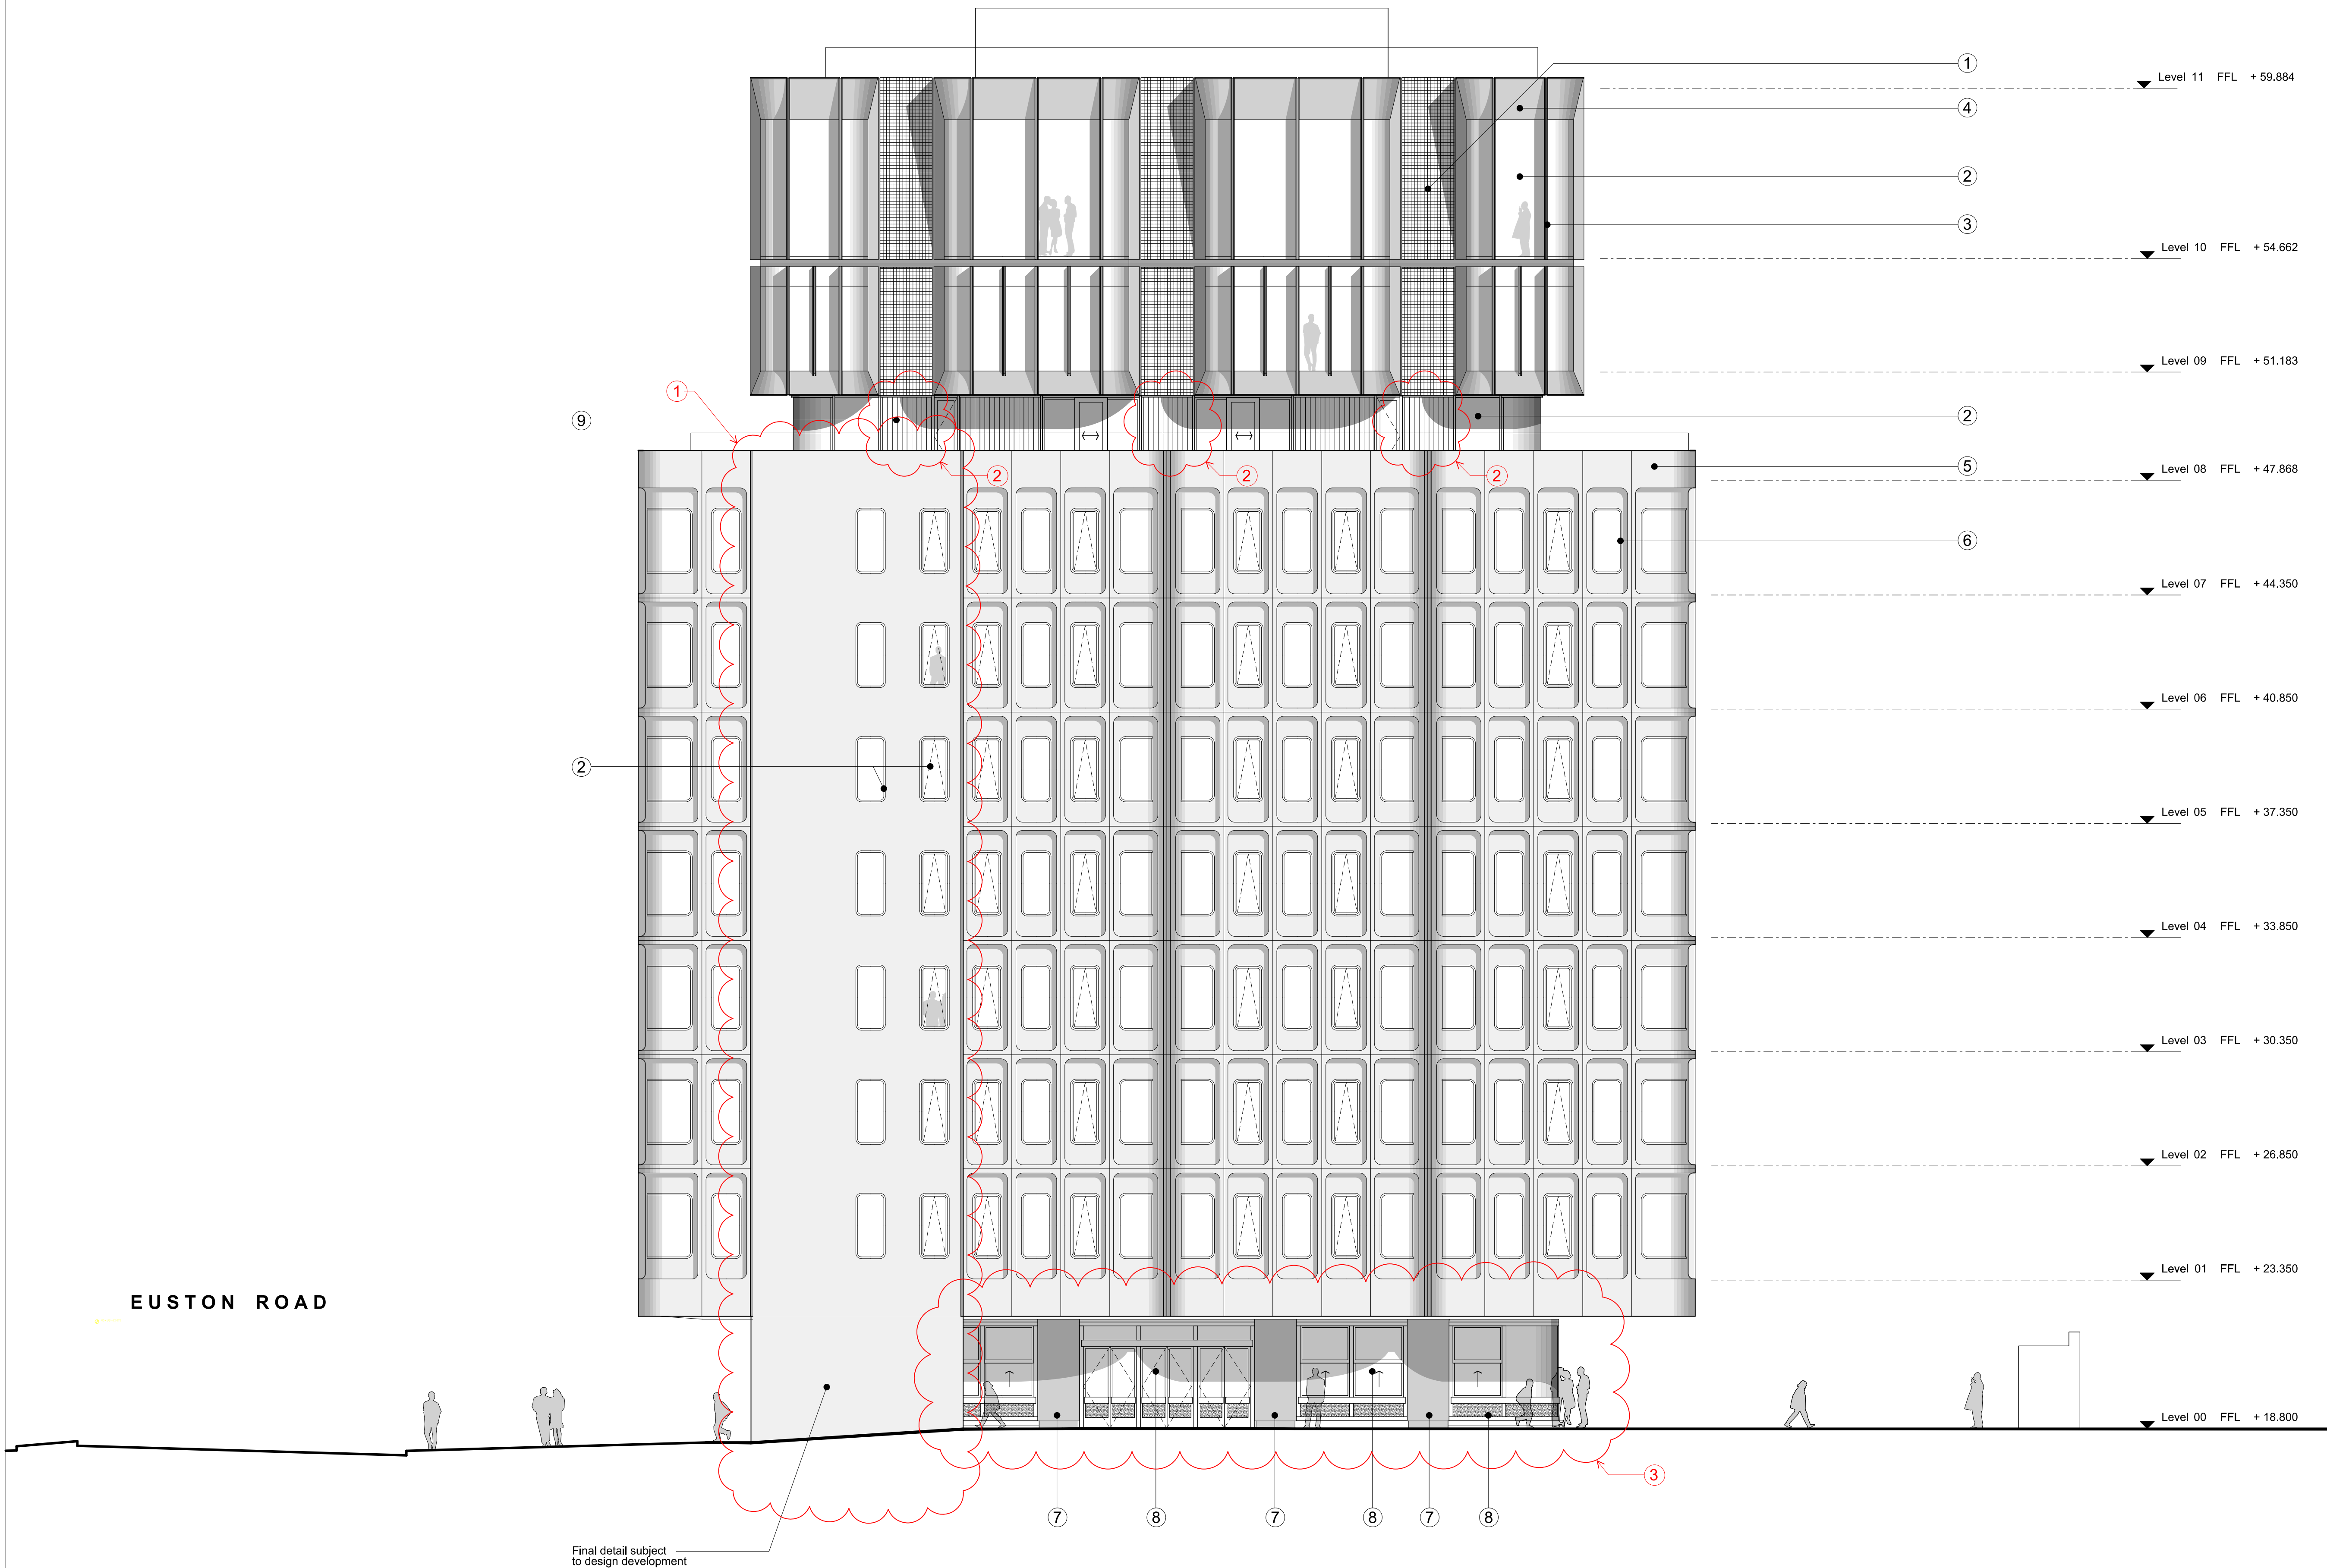 1
Level 11 FFL + 59.884
4
2
3
Level 10 FFL + 54.662
Level 09 FFL + 51.183
1
9
2
2
2
2
5
Level 08 FFL + 47.868
6
Level 07 FFL + 44.350
Level 06 FFL + 40.850
2
Level 05 FFL + 37.350
Level 04 FFL + 33.850
Level 03 FFL + 30.350
Level 02 FFL + 26.850
Level 01 FFL + 23.350
EUSTON ROAD
Level 00 FFL + 18.800
3
7
8
7
8
7
8
Final detail subject
to design development